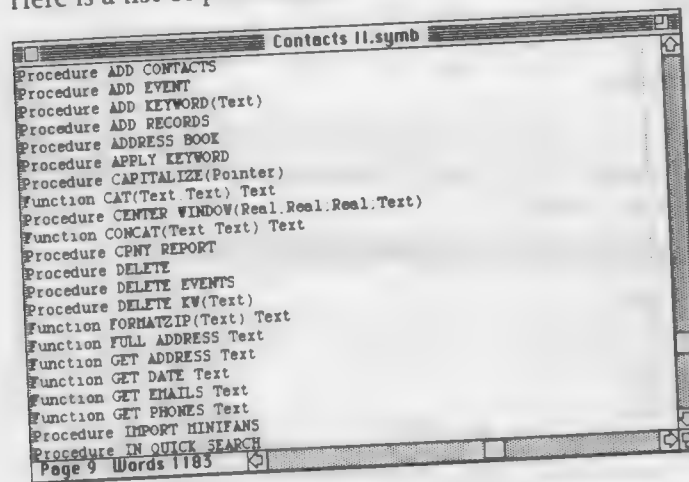 Here is a list
Contacts II.symb
Procedure ADD CONTACTS
Procedure ADD EVENT
Procedure ADD KEYWORD(Text)
Procedure ADD RECORDS
Procedure ADDRESS BOOK
Procedure APPLY KEYWORD
Procedure CAPITALIZE(Pointer)
Function CAT(Text;Text) Text
Procedure CENTER WINDOW(Real;Real;Real;Text)
Function CONCAT(Text Text) Text
Procedure CPNY REPORT
Procedure DELETE
Procedure DELETE EVENTS
Procedure DELETE KW(Text)
Function FORMATZIP(Text) Text
Function FULL ADDRESS Text
Function GET ADDRESS Text
Function GET DATE Text
Function GET EMAILS Text
Function GET PHONES Text
Procedure IMPORT MINIFANS
Procedure IN QUICK SEARCH
Page 9 Words 1183